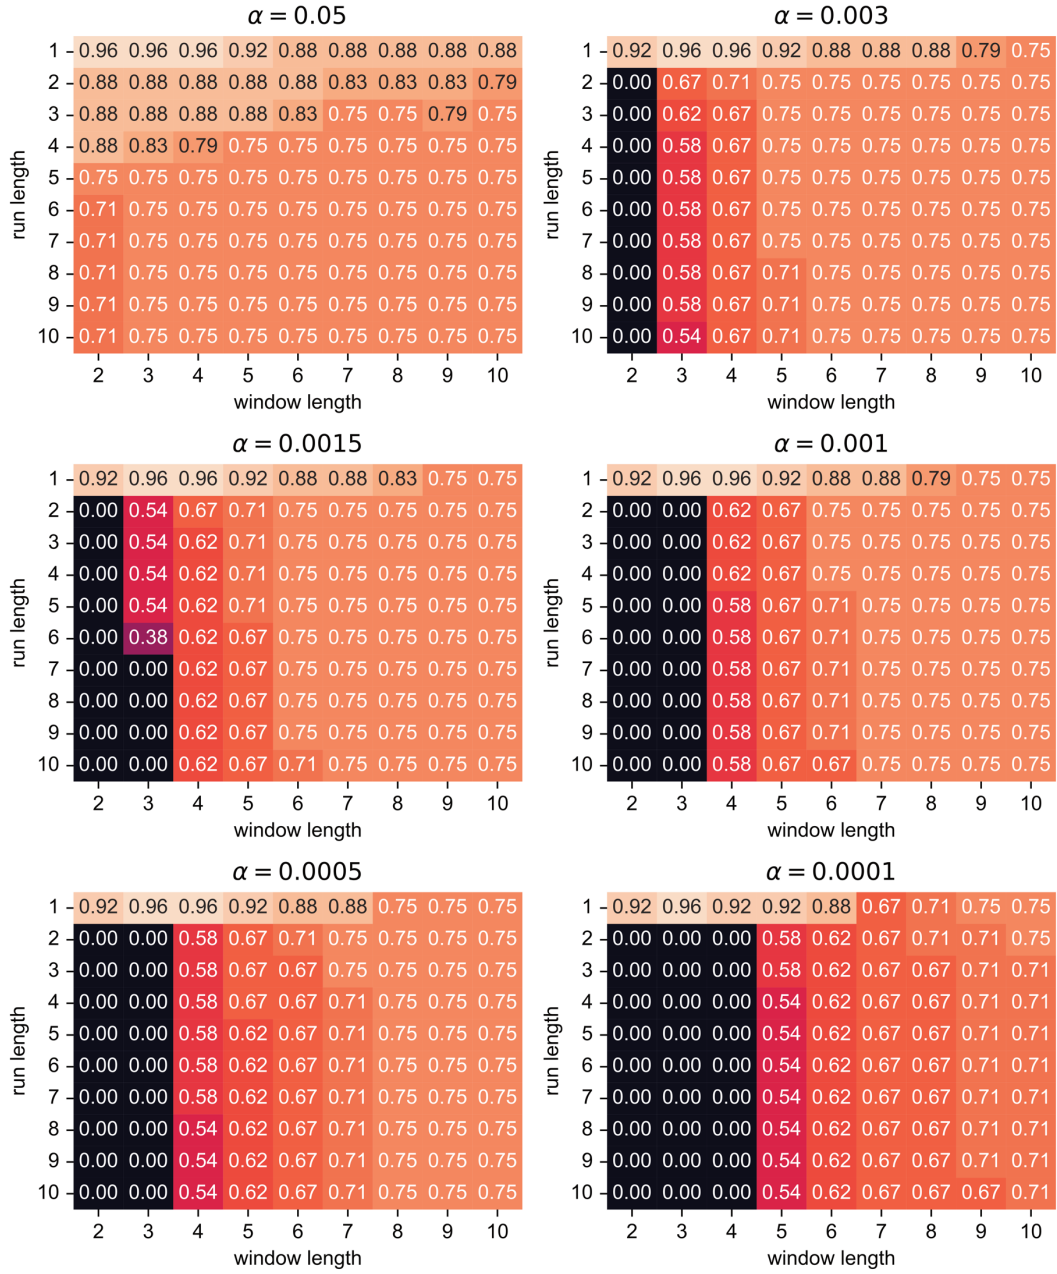 α = 0.05
1 0.96 0.96 0.96 0.92 0.88 0.88 0.88 0.88 0.88
2 0.88 0.88 0.88 0.88 0.88 0.83 0.83 0.83 0.79
3 0.88 0.88 0.88 0.88 0.83 0.75 0.75 0.79 0.75
4 0.88 0.83 0.79 0.75 0.75 0.75 0.75 0.75 0.75
5 0.75 0.75 0.75 0.75 0.75 0.75 0.75 0.75 0.75
6 0.71 0.75 0.75 0.75 0.75 0.75 0.75 0.75 0.75
7 0.71 0.75 0.75 0.75 0.75 0.75 0.75 0.75 0.75
8 0.71 0.75 0.75 0.75 0.75 0.75 0.75 0.75 0.75
9 0.71 0.75 0.75 0.75 0.75 0.75 0.75 0.75 0.75
10 0.71 0.75 0.75 0.75 0.75 0.75 0.75 0.75 0.75
2 3 4 5 6 7 8 9 10
window length
run length
α = 0.003
1 0.92 0.96 0.96 0.92 0.88 0.88 0.88 0.79 0.75
2 0.00 0.67 0.71 0.75 0.75 0.75 0.75 0.75 0.75
3 0.00 0.62 0.67 0.75 0.75 0.75 0.75 0.75 0.75
4 0.00 0.58 0.67 0.75 0.75 0.75 0.75 0.75 0.75
5 0.00 0.58 0.67 0.75 0.75 0.75 0.75 0.75 0.75
6 0.00 0.58 0.67 0.75 0.75 0.75 0.75 0.75 0.75
7 0.00 0.58 0.67 0.75 0.75 0.75 0.75 0.75 0.75
8 0.00 0.58 0.67 0.71 0.75 0.75 0.75 0.75 0.75
9 0.00 0.58 0.67 0.71 0.75 0.75 0.75 0.75 0.75
10 0.00 0.54 0.67 0.71 0.75 0.75 0.75 0.75 0.75
2 3 4 5 6 7 8 9 10
window length
run length
α = 0.0015
1 0.92 0.96 0.96 0.92 0.88 0.88 0.83 0.75 0.75
2 0.00 0.54 0.67 0.71 0.75 0.75 0.75 0.75 0.75
3 0.00 0.54 0.62 0.71 0.75 0.75 0.75 0.75 0.75
4 0.00 0.54 0.62 0.71 0.75 0.75 0.75 0.75 0.75
5 0.00 0.54 0.62 0.71 0.75 0.75 0.75 0.75 0.75
6 0.00 0.38 0.62 0.67 0.75 0.75 0.75 0.75 0.75
7 0.00 0.00 0.62 0.67 0.75 0.75 0.75 0.75 0.75
8 0.00 0.00 0.62 0.67 0.75 0.75 0.75 0.75 0.75
9 0.00 0.00 0.62 0.67 0.75 0.75 0.75 0.75 0.75
10 0.00 0.00 0.62 0.67 0.71 0.75 0.75 0.75 0.75
2 3 4 5 6 7 8 9 10
window length
run length
α = 0.001
1 0.92 0.96 0.96 0.92 0.88 0.88 0.79 0.75 0.75
2 0.00 0.00 0.62 0.67 0.75 0.75 0.75 0.75 0.75
3 0.00 0.00 0.62 0.67 0.75 0.75 0.75 0.75 0.75
4 0.00 0.00 0.62 0.67 0.75 0.75 0.75 0.75 0.75
5 0.00 0.00 0.58 0.67 0.71 0.75 0.75 0.75 0.75
6 0.00 0.00 0.58 0.67 0.71 0.75 0.75 0.75 0.75
7 0.00 0.00 0.58 0.67 0.71 0.75 0.75 0.75 0.75
8 0.00 0.00 0.58 0.67 0.71 0.75 0.75 0.75 0.75
9 0.00 0.00 0.58 0.67 0.71 0.75 0.75 0.75 0.75
10 0.00 0.00 0.58 0.67 0.67 0.75 0.75 0.75 0.75
2 3 4 5 6 7 8 9 10
window length
run length
α = 0.0005
1 0.92 0.96 0.96 0.92 0.88 0.88 0.75 0.75 0.75
2 0.00 0.00 0.58 0.67 0.71 0.75 0.75 0.75 0.75
3 0.00 0.00 0.58 0.67 0.67 0.75 0.75 0.75 0.75
4 0.00 0.00 0.58 0.67 0.67 0.71 0.75 0.75 0.75
5 0.00 0.00 0.58 0.62 0.67 0.71 0.75 0.75 0.75
6 0.00 0.00 0.58 0.62 0.67 0.71 0.75 0.75 0.75
7 0.00 0.00 0.58 0.62 0.67 0.71 0.75 0.75 0.75
8 0.00 0.00 0.54 0.62 0.67 0.71 0.75 0.75 0.75
9 0.00 0.00 0.54 0.62 0.67 0.71 0.75 0.75 0.75
10 0.00 0.00 0.54 0.62 0.67 0.71 0.75 0.75 0.75
2 3 4 5 6 7 8 9 10
window length
run length
α = 0.0001
1 0.92 0.96 0.92 0.92 0.88 0.67 0.71 0.75 0.75
2 0.00 0.00 0.00 0.58 0.62 0.67 0.71 0.71 0.75
3 0.00 0.00 0.00 0.58 0.62 0.67 0.67 0.71 0.71
4 0.00 0.00 0.00 0.54 0.62 0.67 0.67 0.71 0.71
5 0.00 0.00 0.00 0.54 0.62 0.67 0.67 0.71 0.71
6 0.00 0.00 0.00 0.54 0.62 0.67 0.67 0.71 0.71
7 0.00 0.00 0.00 0.54 0.62 0.67 0.67 0.71 0.71
8 0.00 0.00 0.00 0.54 0.62 0.67 0.67 0.71 0.71
9 0.00 0.00 0.00 0.54 0.62 0.67 0.67 0.71 0.71
10 0.00 0.00 0.00 0.54 0.62 0.67 0.67 0.67 0.71
2 3 4 5 6 7 8 9 10
window length
run length